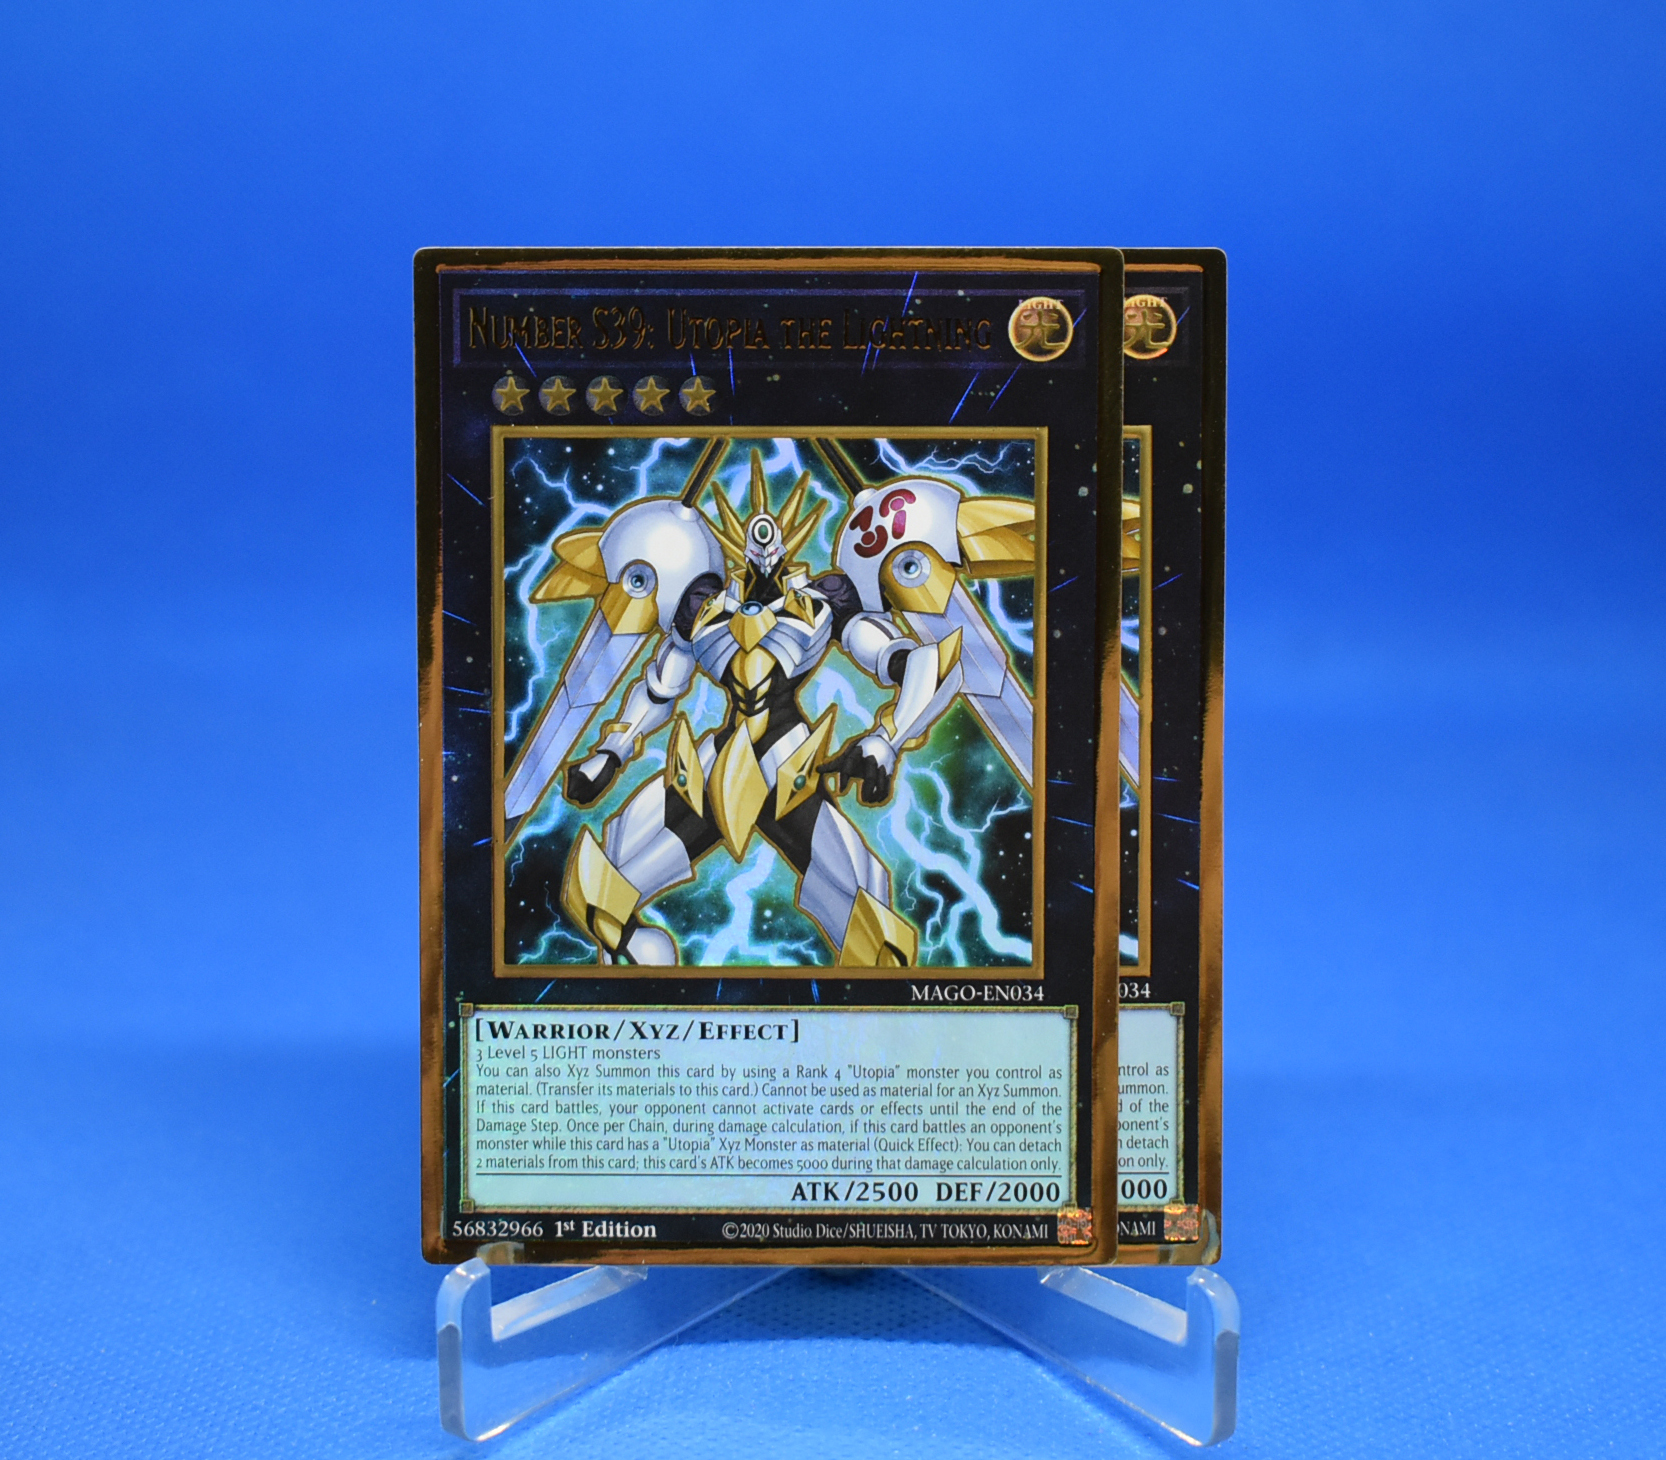 Number S39: Utopia the Lightning
LIGHT
光
LIGHT
光
39
MAGO-EN034
034
[Warrior/Xyz/Effect]
3 Level 5 LIGHT monsters
You can also Xyz Summon this card by using a Rank 4 "Utopia" monster you control as
material. (Transfer its materials to this card.) Cannot be used as material for an Xyz Summon.
If this card battles, your opponent cannot activate cards or effects until the end of the
Damage Step. Once per Chain, during damage calculation, if this card battles an opponent's
monster while this card has a "Utopia" Xyz Monster as material (Quick Effect): You can detach
2 materials from this card; this card's ATK becomes 5000 during that damage calculation only.
ntrol as
ummon.
d of the
ponent's
n detach
on only.
ATK/2500 DEF/2000
000
56832966 1st Edition ©2020 Studio Dice/SHUEISHA, TV TOKYO, KONAMI
NAMI